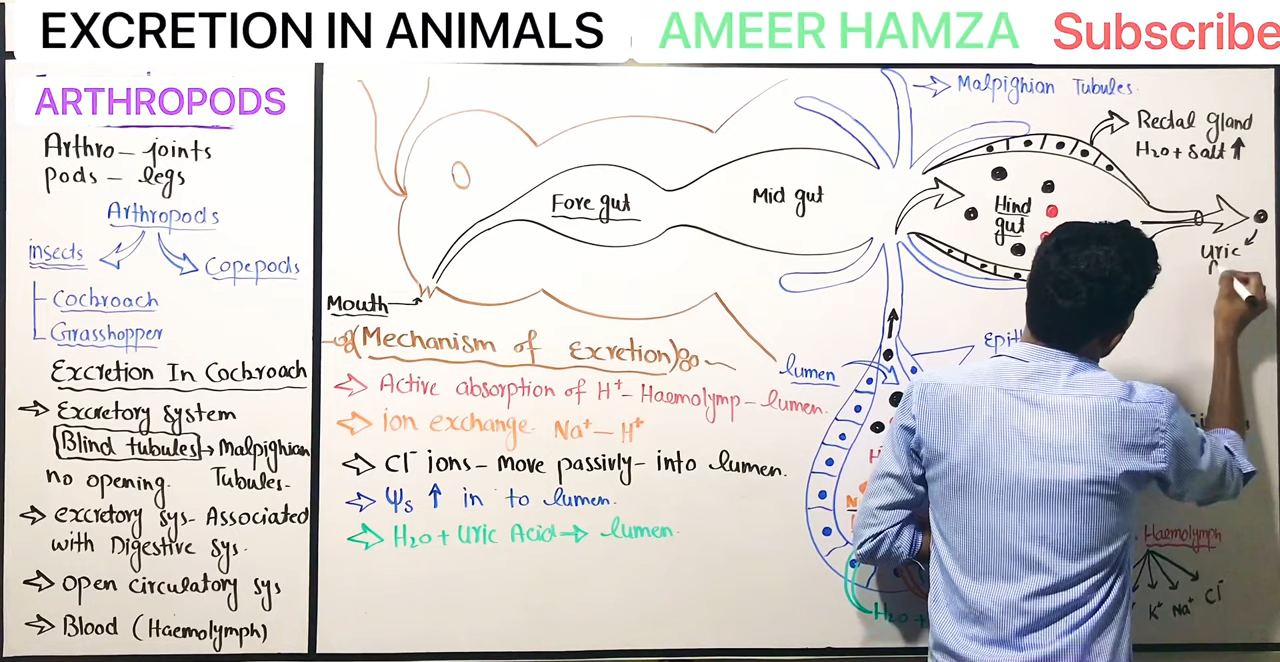 EXCRETION IN ANIMALS AMEER HAMZA Subscribe
ARTHROPODS
Arthro – joints
pods – legs
Arthropods
insects
Copepods
Cockroach
Grasshopper
Excretion In Cockroach
Excretory system
Blind tubules → Malpighian
no opening. Tubules-
excretory sys- Associated
with Digestive sys.
open circulatory sys
Blood (Haemolymph)
Malpighian Tubules.
Rectal gland
H2o + Salt ↑
Fore gut
Mid gut
Hind
gut
uric
Mouth
(Mechanism of Excretion)
Active absorption of H+ – Haemolymp – lumen.
ion exchange. Na+ – H+
Cl- ions – Move passivly – into lumen.
Ψs ↑ in to lumen.
H2o + Uric Acid → lumen.
lumen
Haemolymph
K+ Na+ Cl-
H2o +